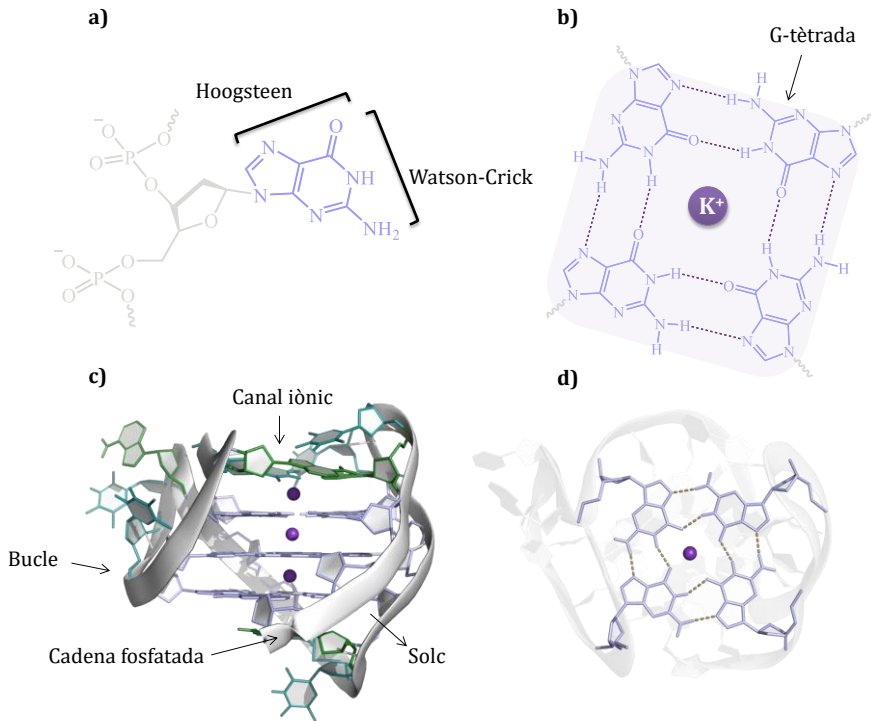 a)
Hoogsteen
Watson-Crick
O
N
NH
N
N
NH₂
O
P
O⁻
O
O
O
P
O⁻
O
O
b)
G-tètrada
N
N
N
N
O
N
H
H
H
H
H
N
H
N
N
N
O
N
N
K⁺
N
N
O
N
H
N
N
H
H
H
N
H
N
H
O
N
N
N
c)
Canal iònic
Bucle
Cadena fosfatada
Solc
d)